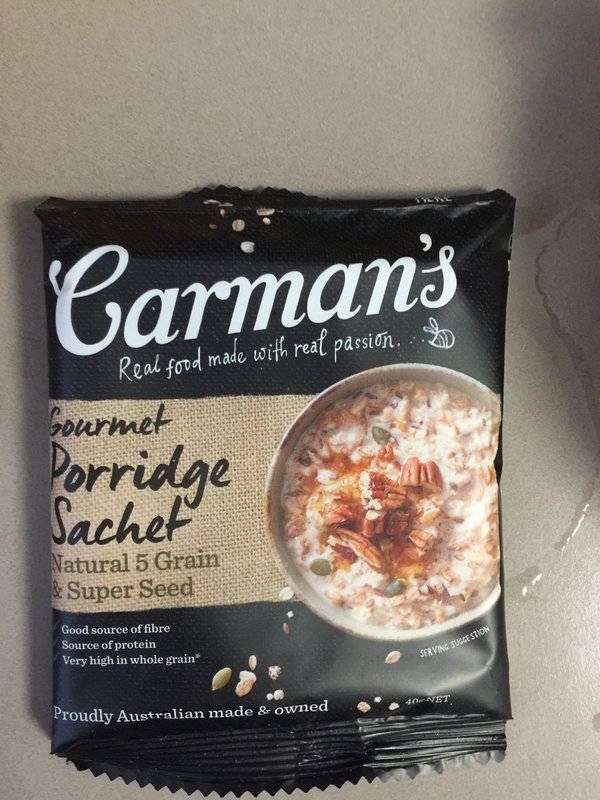 Carman's
Real food made with real passion.
Gourmet
Porridge
Sachet
Natural 5 Grain
& Super Seed
Good source of fibre
Source of protein
Very high in whole grain*
SERVING SUGGESTION
Proudly Australian made & owned
40g NET